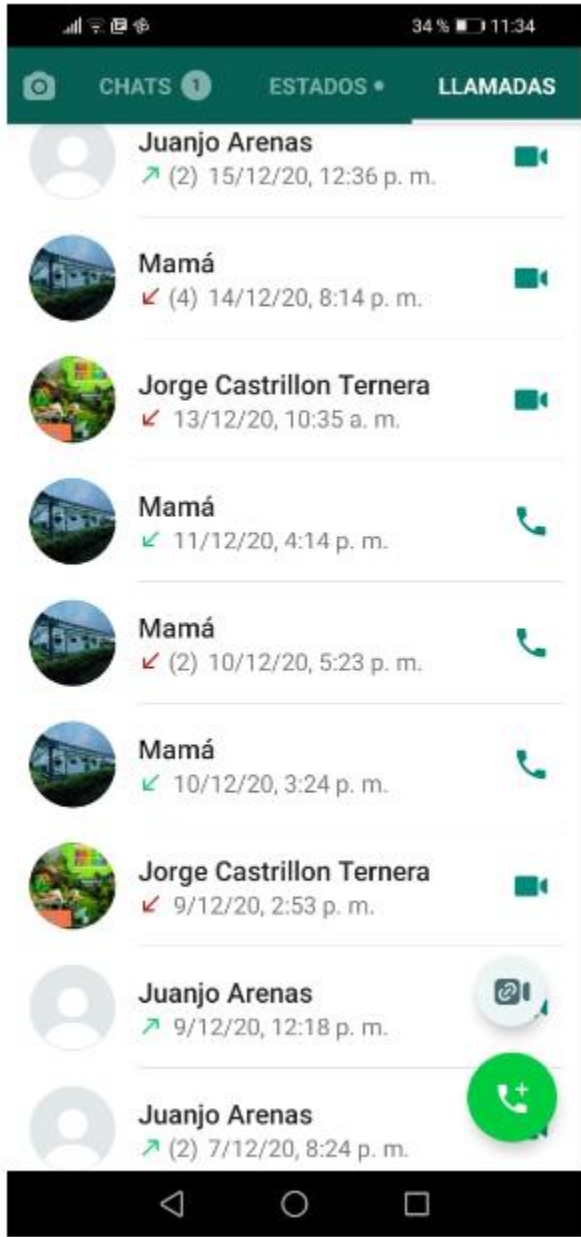 34 % 11:34
CHATS 1 ESTADOS • LLAMADAS
Juanjo Arenas
(2) 15/12/20, 12:36 p. m.
Mamá
(4) 14/12/20, 8:14 p. m.
Jorge Castrillon Ternera
13/12/20, 10:35 a. m.
Mamá
11/12/20, 4:14 p. m.
Mamá
(2) 10/12/20, 5:23 p. m.
Mamá
10/12/20, 3:24 p. m.
Jorge Castrillon Ternera
9/12/20, 2:53 p. m.
Juanjo Arenas
9/12/20, 12:18 p. m.
Juanjo Arenas
(2) 7/12/20, 8:24 p. m.